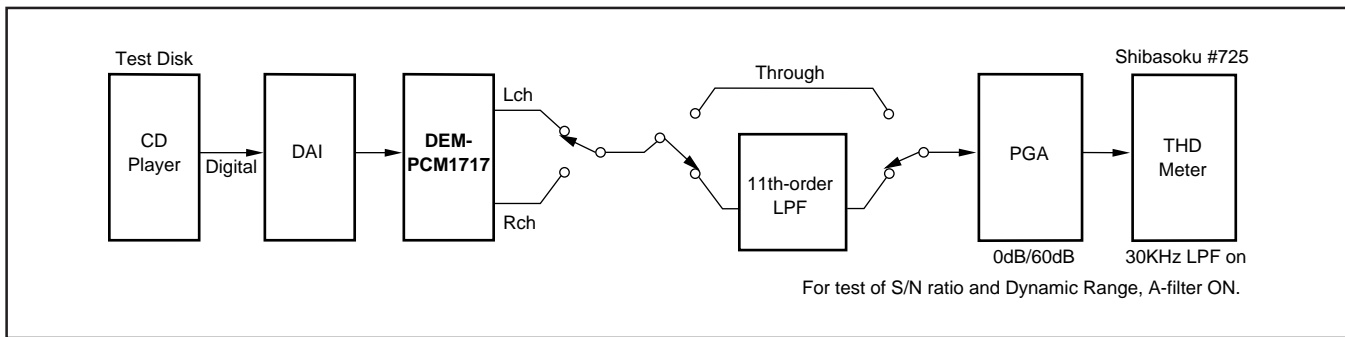 Test Disk
Shibasoku #725
Through
Lch
CD
Player
Digital
DAI
DEM-
PCM1717
11th-order
LPF
PGA
THD
Meter
Rch
0dB/60dB
30KHz LPF on
For test of S/N ratio and Dynamic Range, A-filter ON.